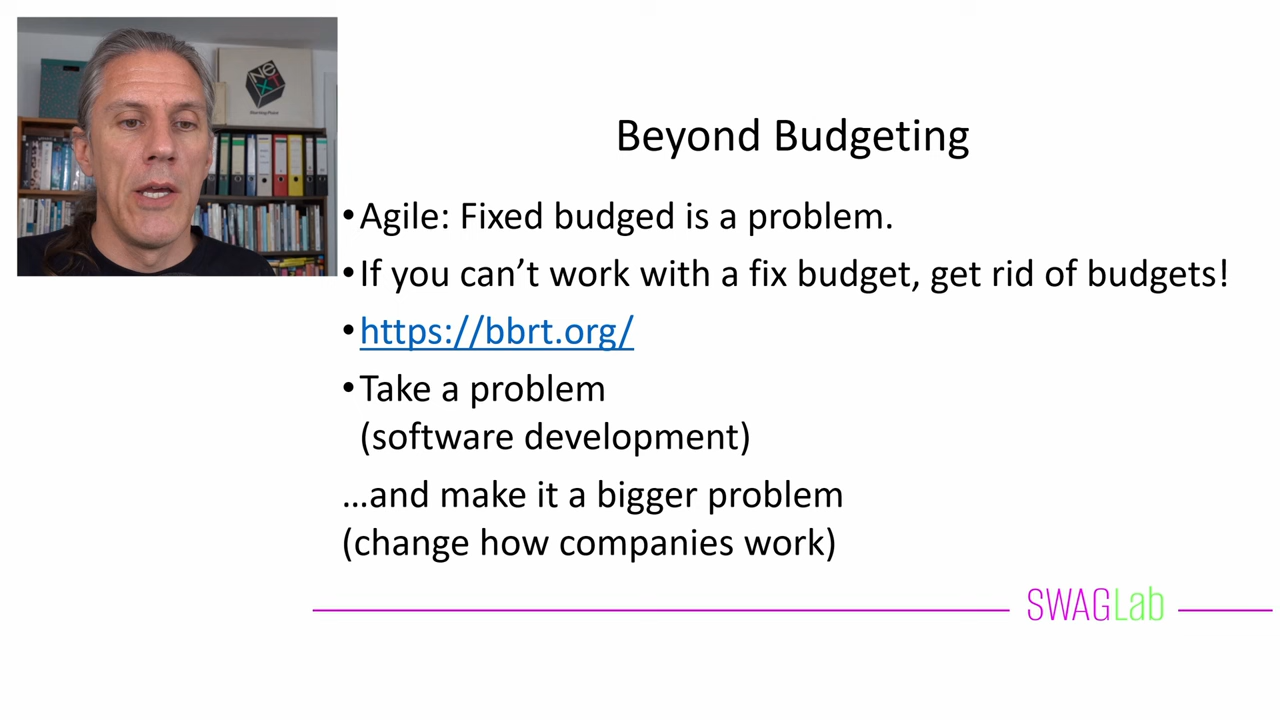 NeXT
Beyond Budgeting
•Agile: Fixed budged is a problem.
•If you can’t work with a fix budget, get rid of budgets!
•https://bbrt.org/
•Take a problem
(software development)
…and make it a bigger problem
(change how companies work)
SWAGLab